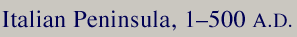 Italian Peninsula, 1–500 A.D.